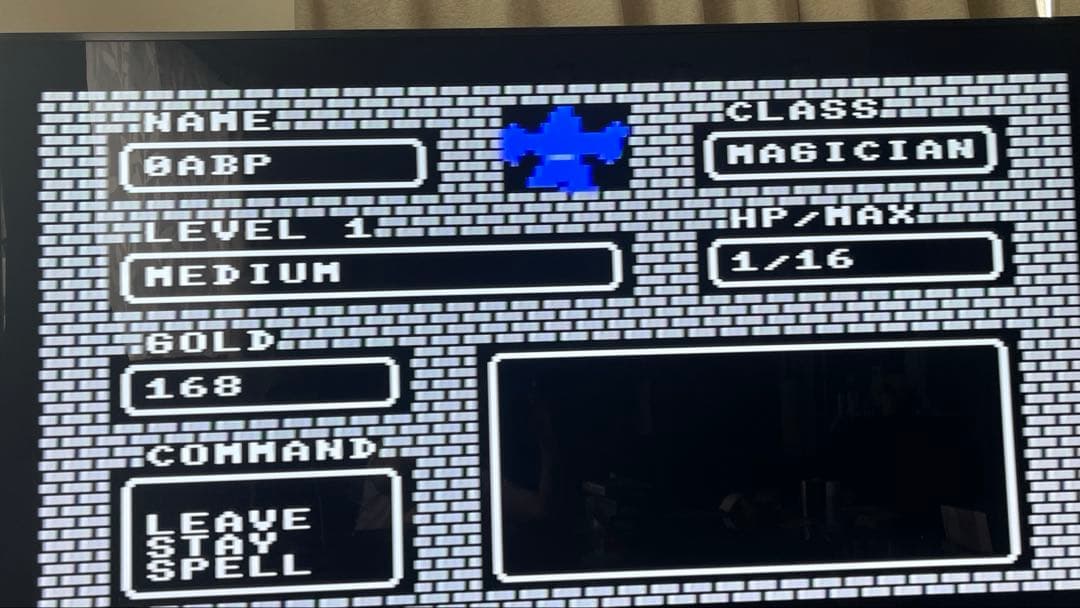 NAME
0ABP
CLASS
MAGICIAN
LEVEL 1
MEDIUM
HP/MAX
1/16
GOLD
168
COMMAND
LEAVE
STAY
SPELL